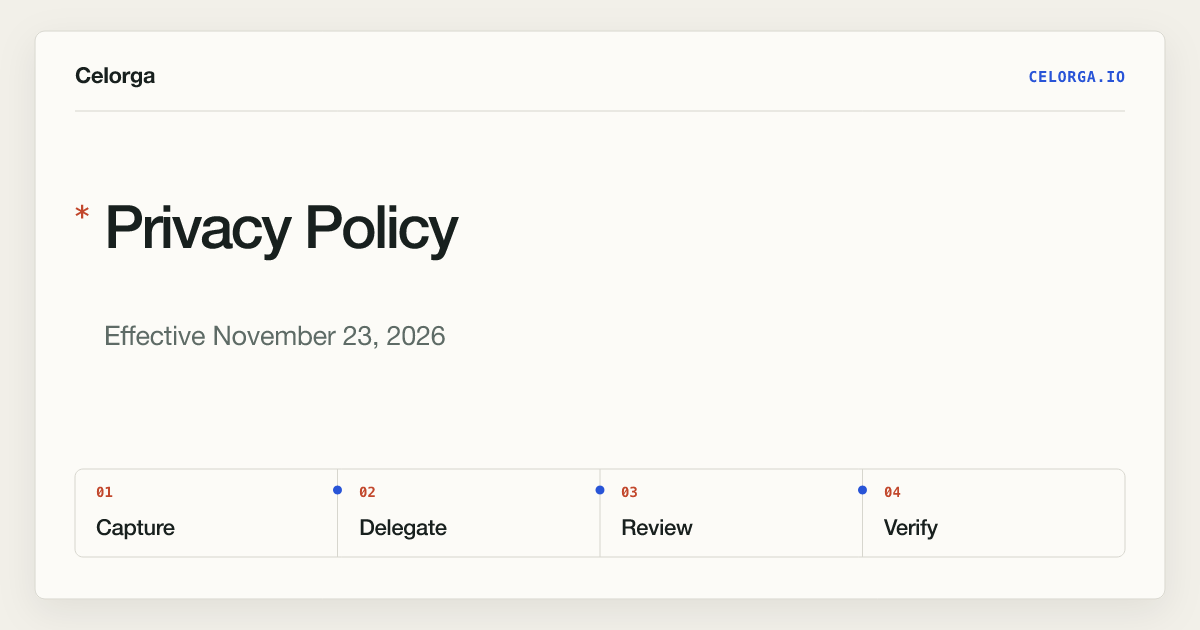 Celorga
CELORGA.IO
* Privacy Policy
Effective November 23, 2026
01
Capture
02
Delegate
03
Review
04
Verify